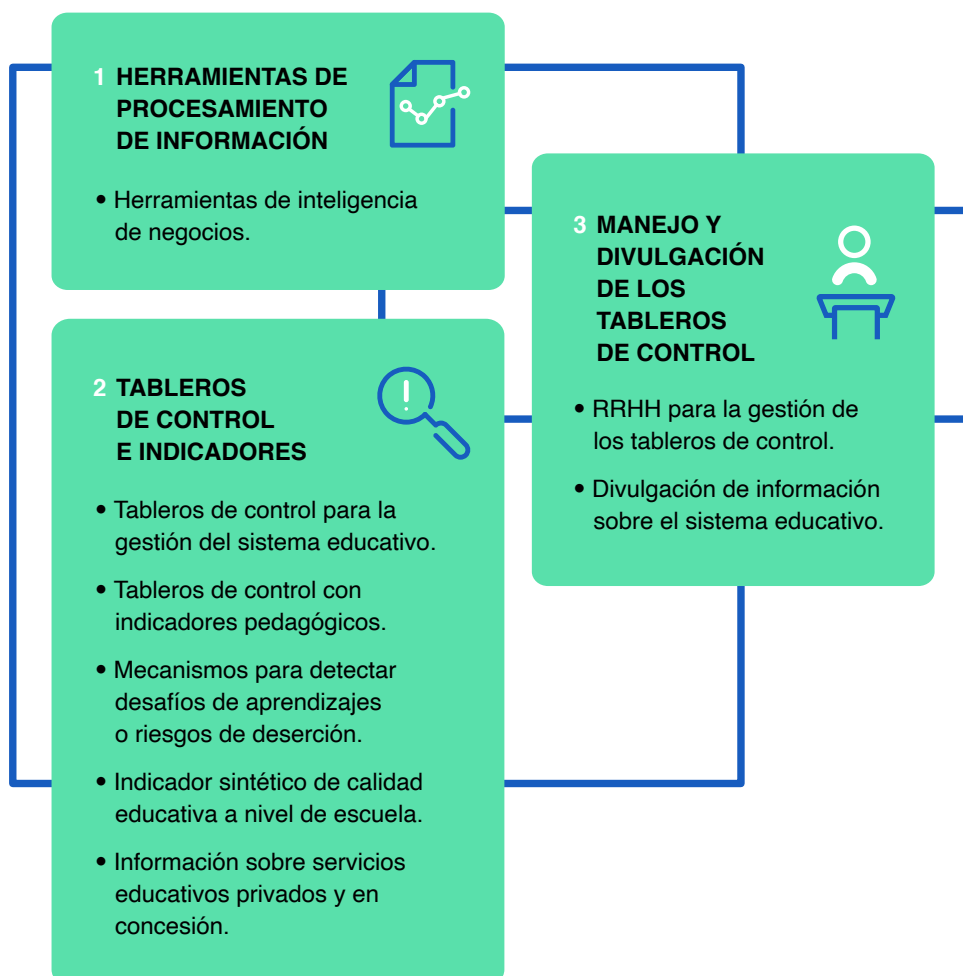 1 HERRAMIENTAS DE
PROCESAMIENTO
DE INFORMACIÓN
• Herramientas de inteligencia
de negocios.
2 TABLEROS
DE CONTROL
E INDICADORES
• Tableros de control para la
gestión del sistema educativo.
• Tableros de control con
indicadores pedagógicos.
• Mecanismos para detectar
desafíos de aprendizajes
o riesgos de deserción.
• Indicador sintético de calidad
educativa a nivel de escuela.
• Información sobre servicios
educativos privados y en
concesión.
3 MANEJO Y
DIVULGACIÓN
DE LOS
TABLEROS
DE CONTROL
• RRHH para la gestión de
los tableros de control.
• Divulgación de información
sobre el sistema educativo.